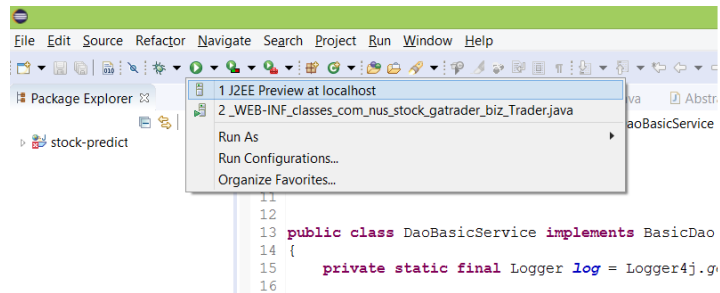 File Edit Source Refactor Navigate Search Project Run Window Help
Package Explorer
1 J2EE Preview at localhost
va
Abstr
2 _WEB-INF_classes_com_nus_stock_gatrader_biz_Trader.java
aoBasicService
stock-predict
Run As
Run Configurations...
Organize Favorites...
11
12
13 public class DaoBasicService implements BasicDao
14 {
15 private static final Logger log = Logger4j.g
16